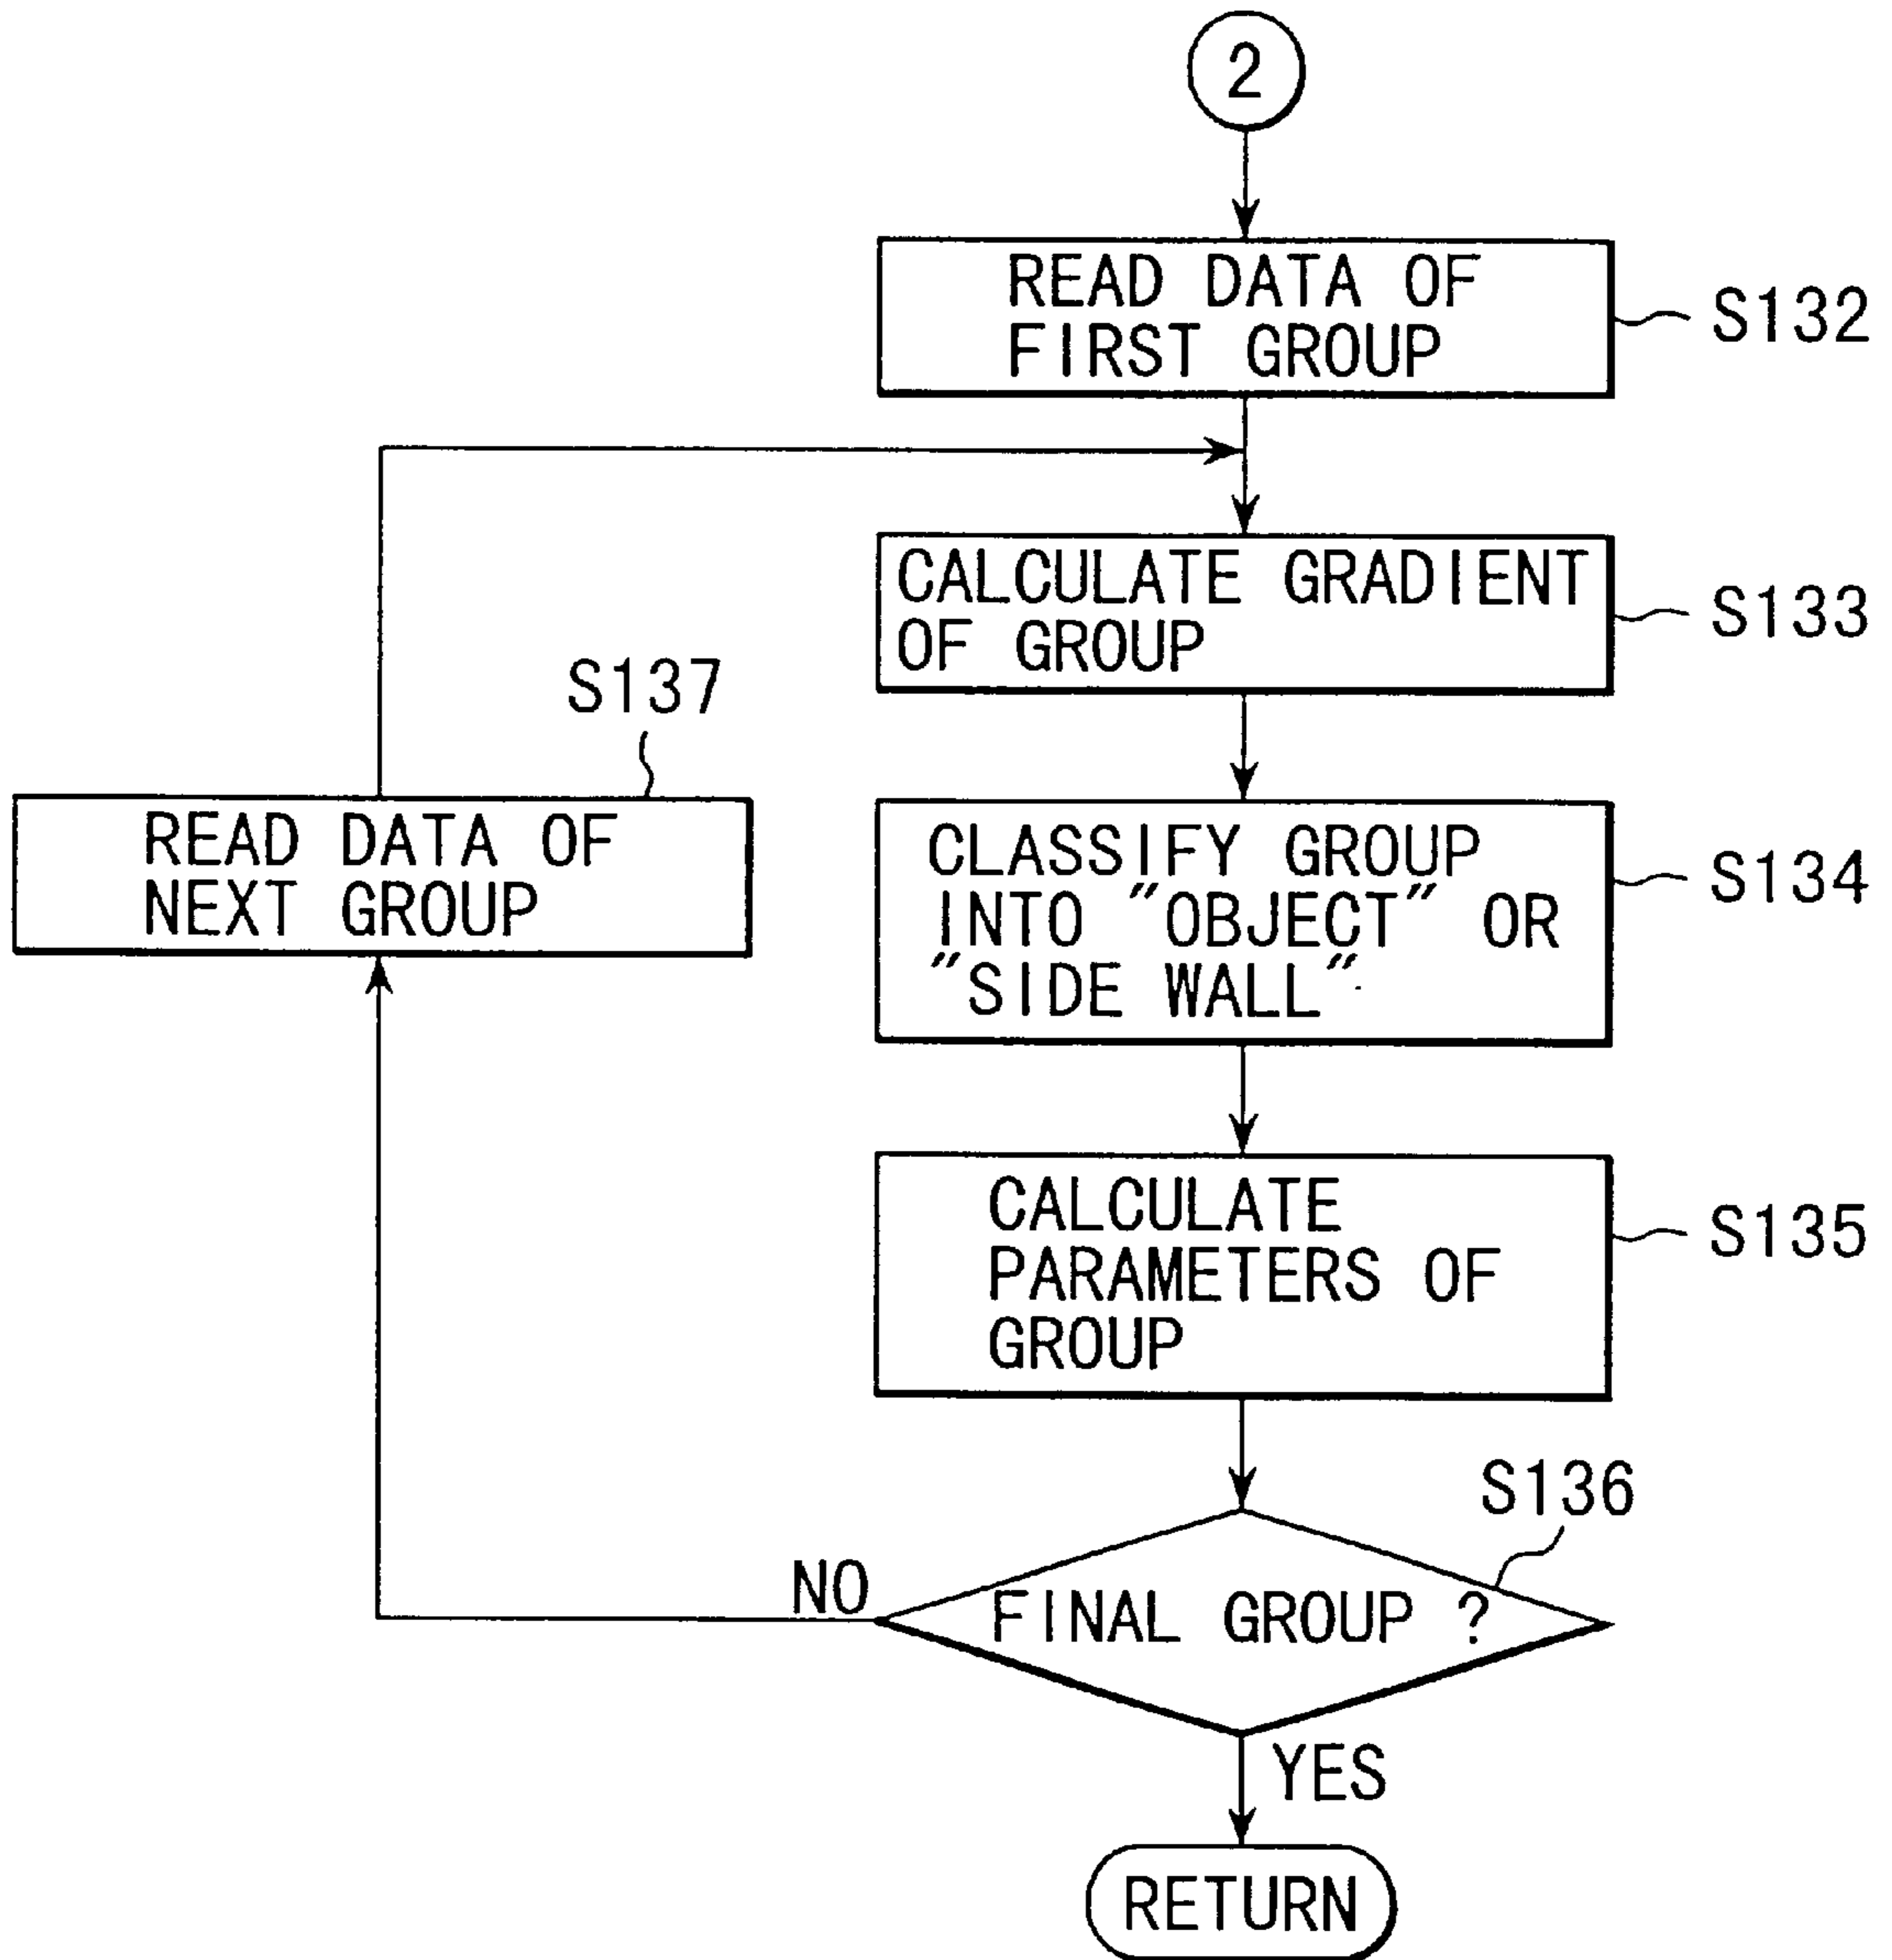 2
READ DATA OF
FIRST GROUP
S132
CALCULATE GRADIENT
OF GROUP
S133
S137
READ DATA OF
NEXT GROUP
CLASSIFY GROUP
INTO "OBJECT" OR
"SIDE WALL"
S134
CALCULATE
PARAMETERS OF
GROUP
S135
S136
NO
FINAL GROUP ?
YES
RETURN